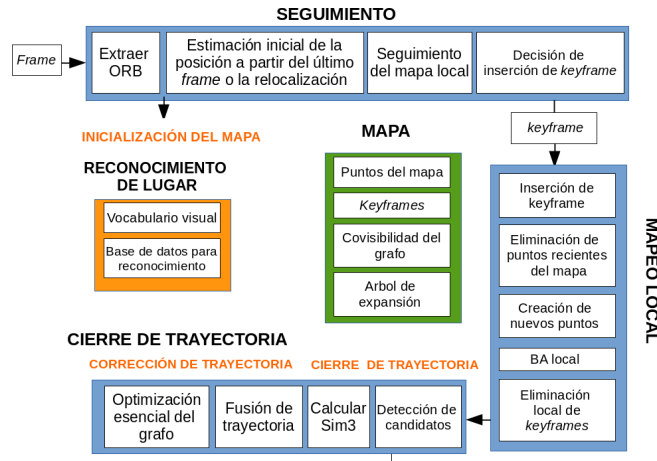 SEGUIMIENTO
Frame
Extraer
ORB
Estimación inicial de la
posición a partir del último
frame o la relocalización
Seguimiento
del mapa local
Decisión de
inserción de keyframe
INICIALIZACIÓN DEL MAPA
keyframe
MAPA
RECONOCIMIENTO
DE LUGAR
Vocabulario visual
Base de datos para
reconocimiento
Puntos del mapa
Keyframes
Covisibilidad del
grafo
Arbol de
expansión
MAPEO LOCAL
Inserción de
keyframe
Eliminación de
puntos recientes
del mapa
Creación de
nuevos puntos
BA local
Eliminación
local de
keyframes
CIERRE DE TRAYECTORIA
CORRECCIÓN DE TRAYECTORIA
CIERRE DE TRAYECTORIA
Optimización
esencial del
grafo
Fusión de
trayectoria
Calcular
Sim3
Detección de
candidatos